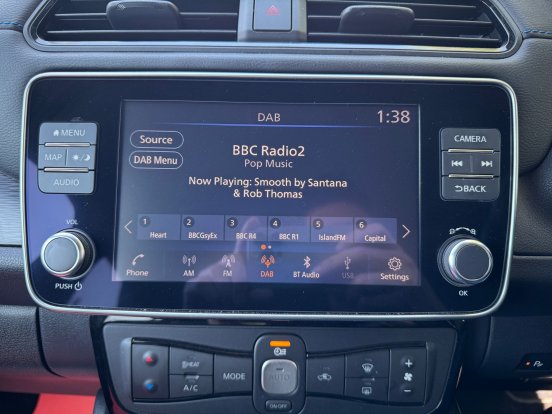 DAB
1:38
MENU
MAP
AUDIO
Source
DAB Menu
BBC Radio2
Pop Music
Now Playing: Smooth by Santana
& Rob Thomas
CAMERA
BACK
1 2 3 4 5 6
Heart BBCGsyEx BBC R4 BBC R1 IslandFM Capital
VOL
PUSH
Phone AM FM DAB BT Audio USB Settings
OK
A/C
MODE
AUTO
ON•OFF